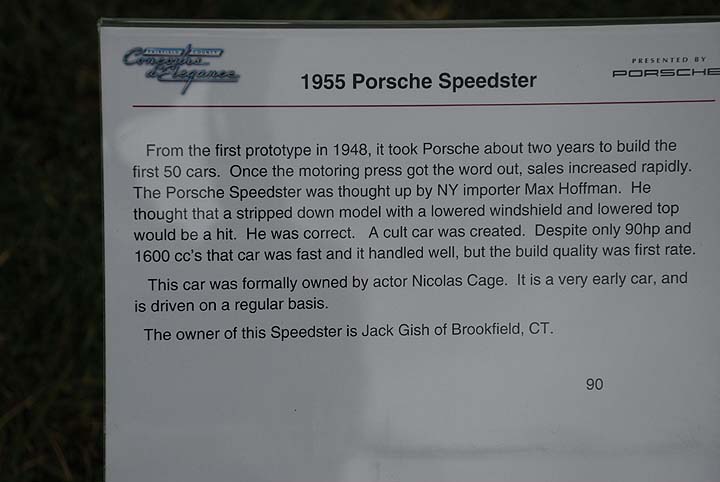 FAIRFIELD COUNTY
Concours
d'Elegance
1955 Porsche Speedster
PRESENTED BY
PORSCHE
From the first prototype in 1948, it took Porsche about two years to build the
first 50 cars. Once the motoring press got the word out, sales increased rapidly.
The Porsche Speedster was thought up by NY importer Max Hoffman. He
thought that a stripped down model with a lowered windshield and lowered top
would be a hit. He was correct. A cult car was created. Despite only 90hp and
1600 cc's that car was fast and it handled well, but the build quality was first rate.
This car was formally owned by actor Nicolas Cage. It is a very early car, and
is driven on a regular basis.
The owner of this Speedster is Jack Gish of Brookfield, CT.
90